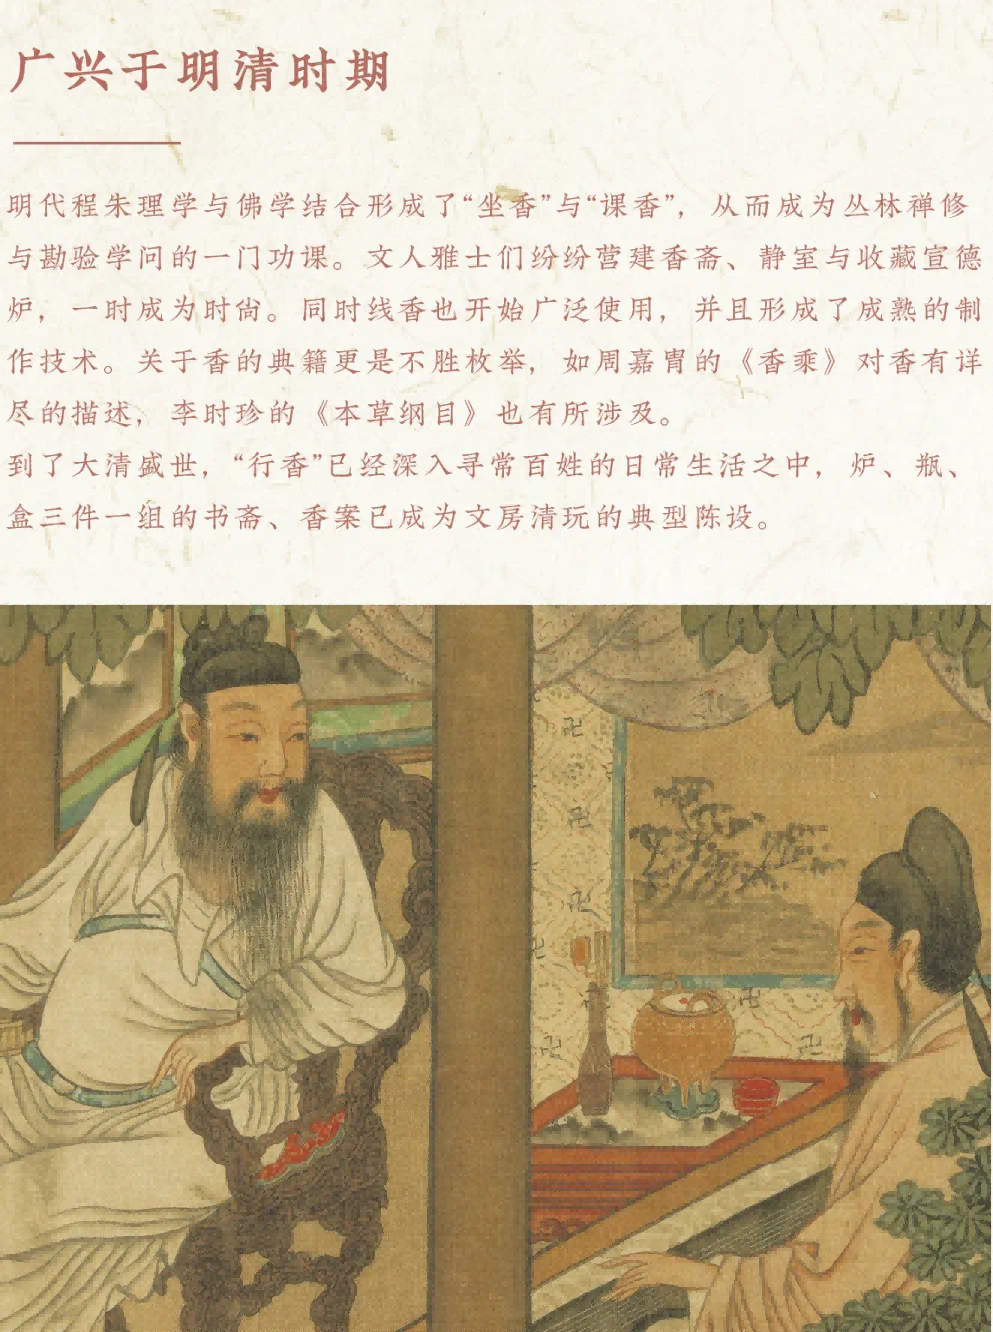 广兴于明清时期
明代程朱理学与佛学结合形成了“坐香”与“课香”，从而成为丛林禅修
与勘验学问的一门功课。文人雅士们纷纷营建香斋、静室与收藏宣德
炉，一时成为时尚。同时线香也开始广泛使用，并且形成了成熟的制
作技术。关于香的典籍更是不胜枚举，如周嘉胄的《香乘》对香有详
尽的描述，李时珍的《本草纲目》也有所涉及。
到了大清盛世，“行香”已经深入寻常百姓的日常生活之中，炉、瓶、
盒三件一组的书斋、香案已成为文房清玩的典型陈设。